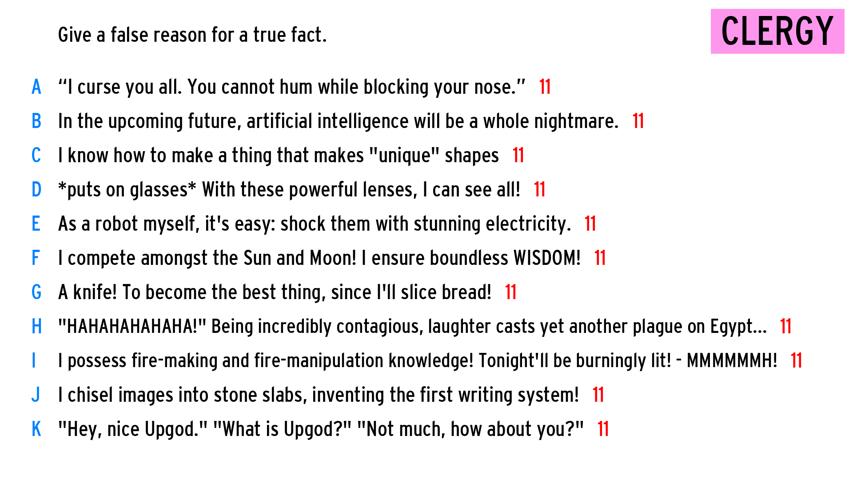 Give a false reason for a true fact.
CLERGY
A “I curse you all. You cannot hum while blocking your nose.” 11
B In the upcoming future, artificial intelligence will be a whole nightmare. 11
C I know how to make a thing that makes "unique" shapes 11
D *puts on glasses* With these powerful lenses, I can see all! 11
E As a robot myself, it's easy: shock them with stunning electricity. 11
F I compete amongst the Sun and Moon! I ensure boundless WISDOM! 11
G A knife! To become the best thing, since I'll slice bread! 11
H "HAHAHAHAHAHA!" Being incredibly contagious, laughter casts yet another plague on Egypt... 11
I I possess fire-making and fire-manipulation knowledge! Tonight'll be burningly lit! - MMMMMMH! 11
J I chisel images into stone slabs, inventing the first writing system! 11
K "Hey, nice Upgod." "What is Upgod?" "Not much, how about you?" 11